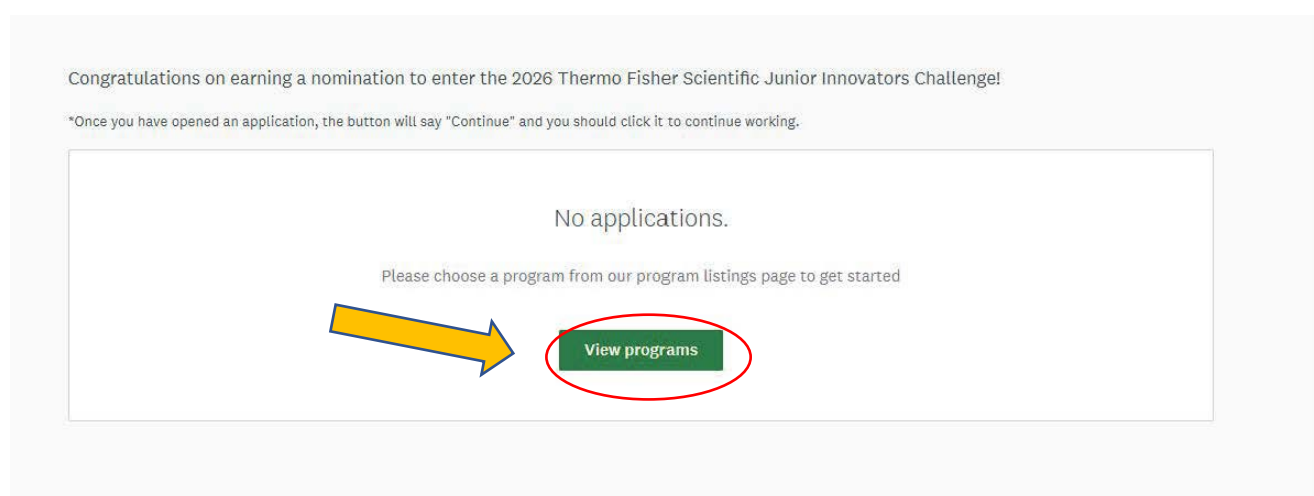 Congratulations on earning a nomination to enter the 2026 Thermo Fisher Scientific Junior Innovators Challenge!
*Once you have opened an application, the button will say "Continue" and you should click it to continue working.
No applications.
Please choose a program from our program listings page to get started
View programs